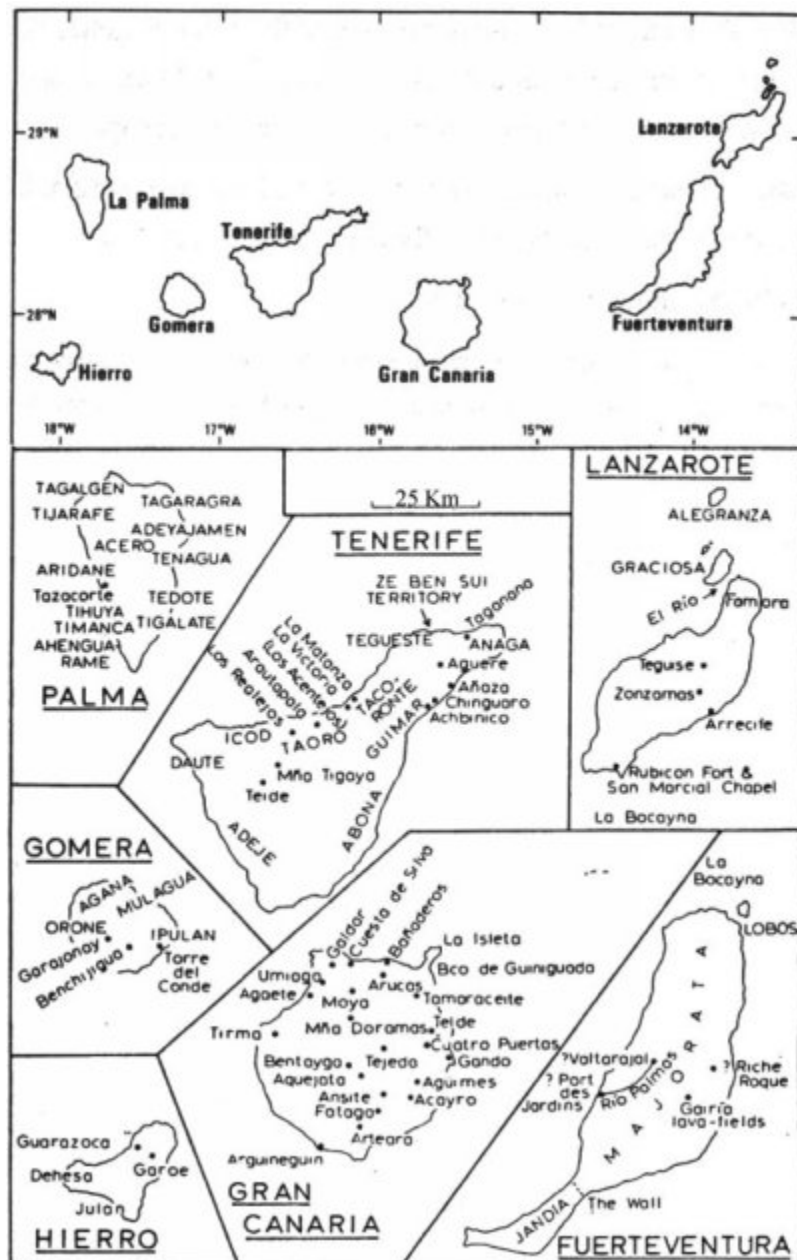 29°N
28°N
La Palma
Tenerife
Gomera
Hierro
Gran Canaria
Lanzarota
Fuerteventura
18°W
17°W
16°W
15°W
14°W
TAGALGEN
TAGARAGRA
TIJARAFE
ADEYAJAMEN
ACERO
TENAGUA
ARIDANE
Tazacorte
TEDOTE
TIHUYA
TIMANCA
TIGALATE
AHENGUA-
RAME
PALMA
25 Km
TENERIFE
ZE BEN SUI
TERRITORY
Taganana
TEGUESTE
ANAGA
La Matanza
La Victoria
(Los Acentejos)
Arautapala
Los Realejos
Aguere
TACO-
RONTE
Añaza
Chinguaro
Achbinico
GUIMAR
ICOD
TAORO
DAUTE
Mña Tigaya
Teide
ADEJE
ABONA
LANZAROTE
ALEGRANZA
GRACIOSA
El Río
Famara
Teguise
Zonzamas
Arrecife
Rubicon Fort &
San Marcial Chapel
La Bocayna
GOMERA
AGANA
MULAGUA
ORONE
IPULAN
Garajonay
Benchijigua
Torre
del
Conde
Guarazoca
Dehesa
Garoe
Julan
HIERRO
Galdar
Cuesta de Silva
Bañaderos
La Isleta
Bco de Guiniguada
Umiaga
Agaete
Moya
Arucas
Tamaraceite
Mña Doramas
Telde
Tirma
Cuatro Puertas
Bentayga
Tejeda
Gando
Aquejata
Agüimes
Ansite
Acayro
Fataga
Arteara
Arguineguin
GRAN
CANARIA
La
Bocayna
LOBOS
MAJORATA
?Valtarajal
? Riche
Roque
? Port
des
Jardins
Rio Palmas
Gairía
lava-fields
JANDIA
The Wall
FUERTEVENTURA